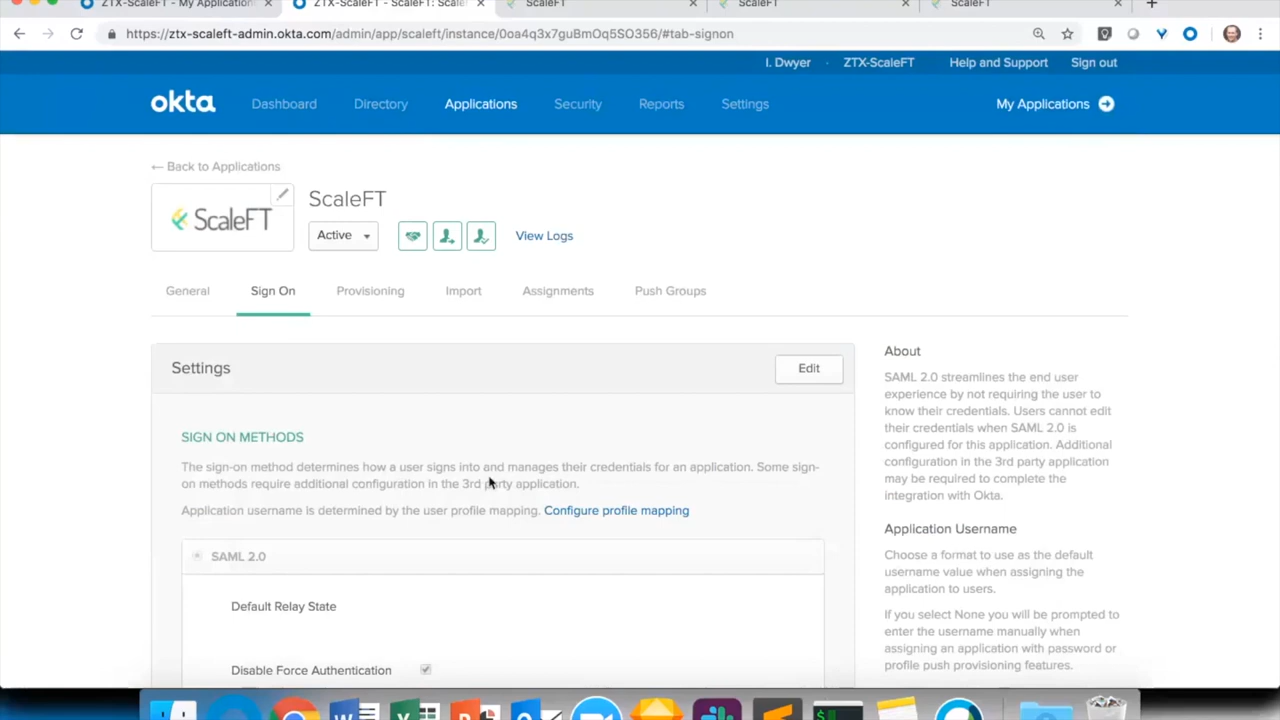 ZTX-ScaleFT - My Application
ZTX-ScaleFT - ScaleFT: Scale
ScaleFT
ScaleFT
ScaleFT
https://ztx-scaleft-admin.okta.com/admin/app/scaleft/instance/0oa4q3x7guBmOq5SO356/#tab-signon
I. Dwyer · ZTX-ScaleFT Help and Support Sign out
okta Dashboard Directory Applications Security Reports Settings My Applications
← Back to Applications
ScaleFT
ScaleFT
Active
View Logs
General Sign On Provisioning Import Assignments Push Groups
Settings
Edit
SIGN ON METHODS
The sign-on method determines how a user signs into and manages their credentials for an application. Some sign-
on methods require additional configuration in the 3rd party application.
Application username is determined by the user profile mapping. Configure profile mapping
SAML 2.0
Default Relay State
Disable Force Authentication
About
SAML 2.0 streamlines the end user
experience by not requiring the user to
know their credentials. Users cannot edit
their credentials when SAML 2.0 is
configured for this application. Additional
configuration in the 3rd party application
may be required to complete the
integration with Okta.
Application Username
Choose a format to use as the default
username value when assigning the
application to users.
If you select None you will be prompted to
enter the username manually when
assigning an application with password or
profile push provisioning features.